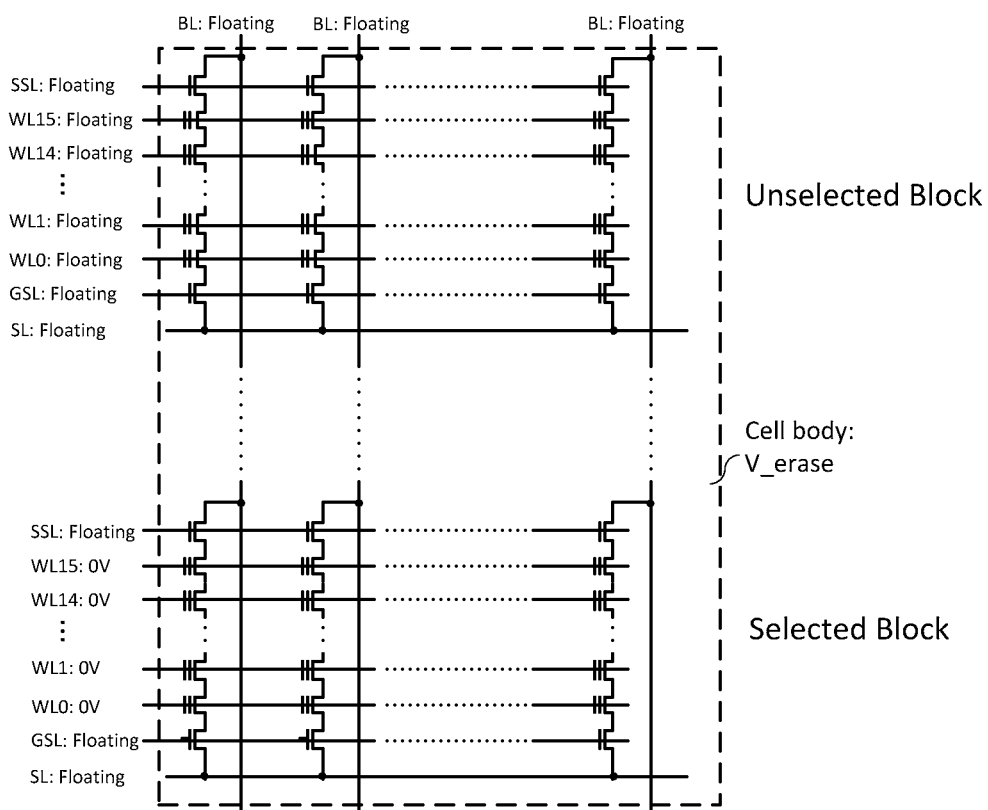 BL: Floating BL: Floating BL: Floating
SSL: Floating
WL15: Floating
WL14: Floating
WL1: Floating
WL0: Floating
GSL: Floating
SL: Floating
Unselected Block
Cell body:
V_erase
SSL: Floating
WL15: 0V
WL14: 0V
WL1: 0V
WL0: 0V
GSL: Floating
SL: Floating
Selected Block